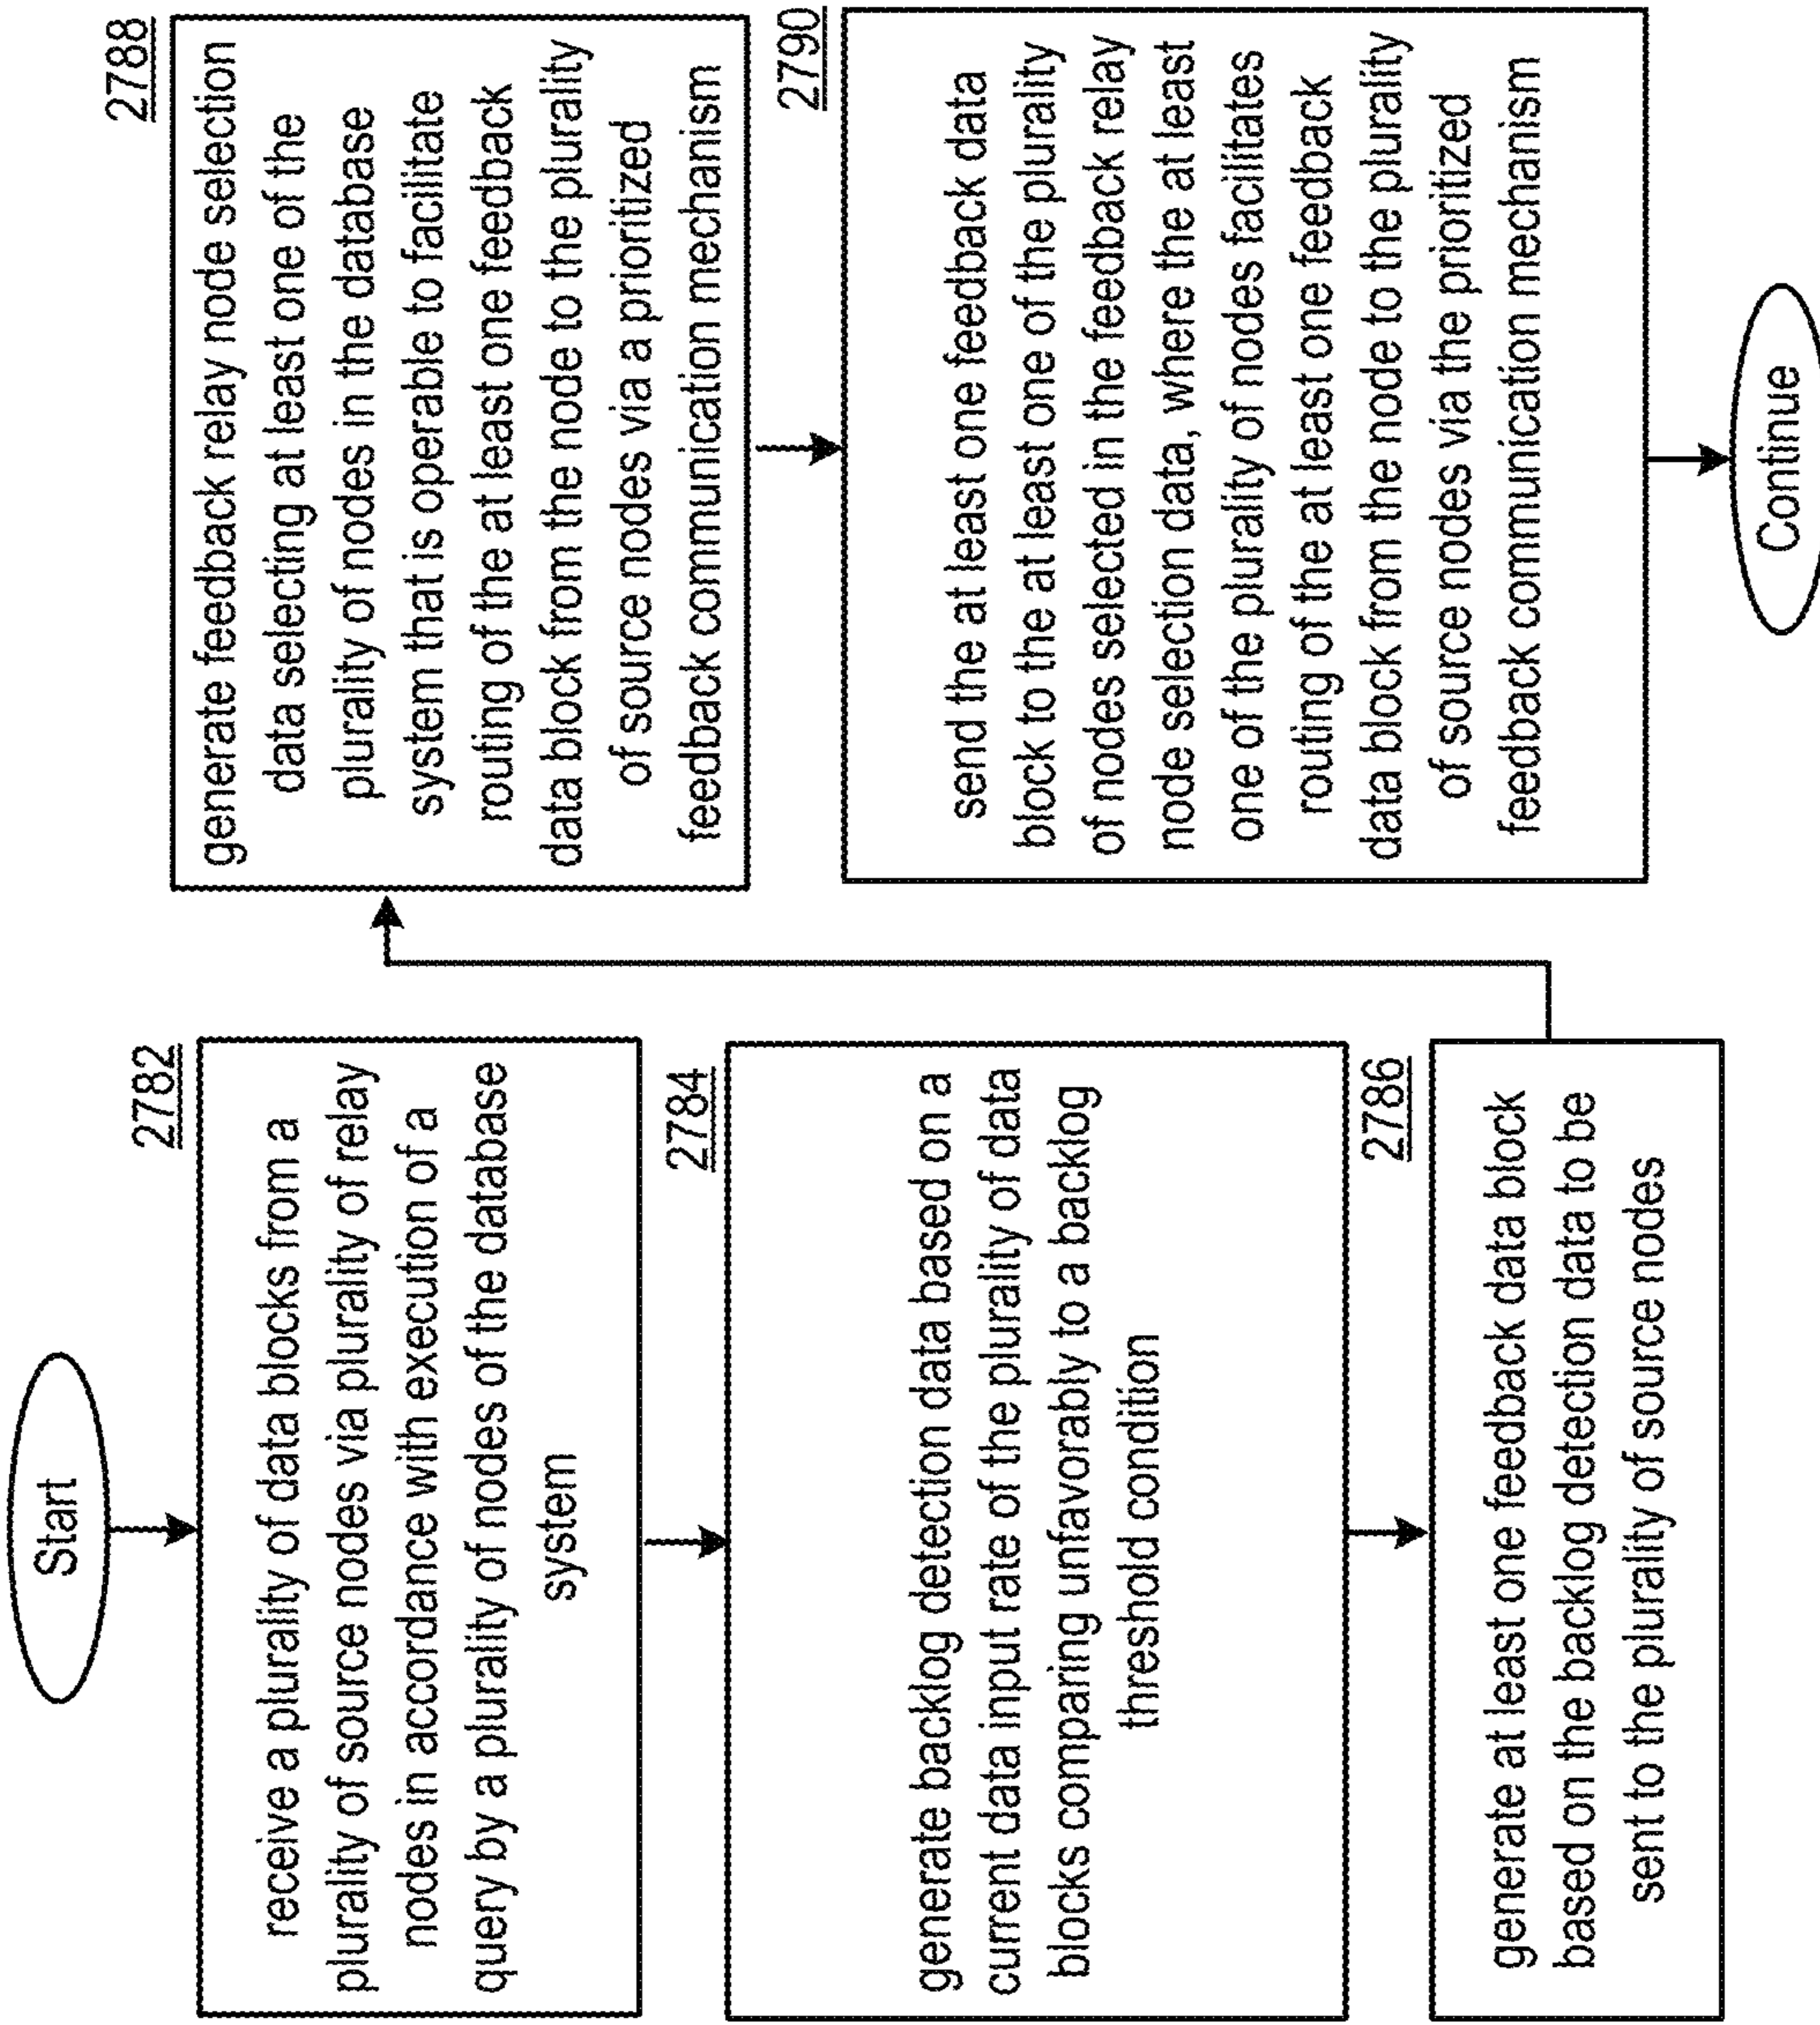 Start
2782
receive a plurality of data blocks from a
plurality of source nodes via plurality of relay
nodes in accordance with execution of a
query by a plurality of nodes of the database
system
2784
generate backlog detection data based on a
current data input rate of the plurality of data
blocks comparing unfavorably to a backlog
threshold condition
2786
generate at least one feedback data block
based on the backlog detection data to be
sent to the plurality of source nodes
2788
generate feedback relay node selection
data selecting at least one of the
plurality of nodes in the database
system that is operable to facilitate
routing of the at least one feedback
data block from the node to the plurality
of source nodes via a prioritized
feedback communication mechanism
2790
send the at least one feedback data
block to the at least one of the plurality
of nodes selected in the feedback relay
node selection data, where the at least
one of the plurality of nodes facilitates
routing of the at least one feedback
data block from the node to the plurality
of source nodes via the prioritized
feedback communication mechanism
Continue